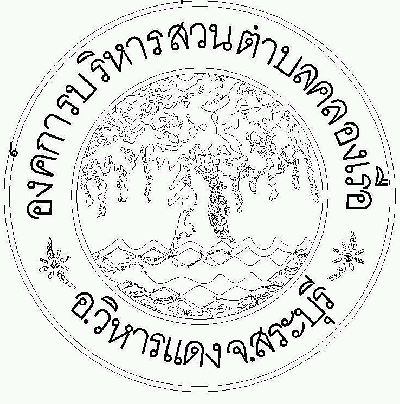 องคการบริหารสวนตำบลคลองเรือ
อ.วิหารแดง จ.สระบุรี